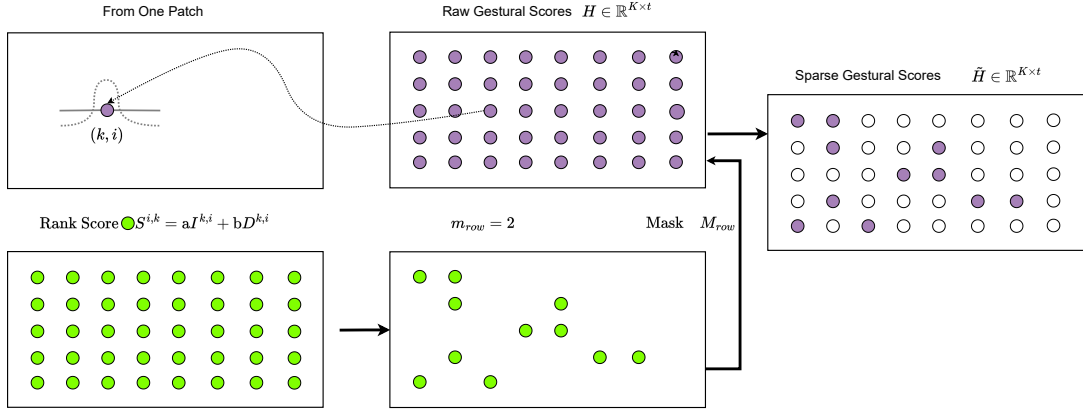 From One Patch
Raw Gestural Scores H ∈ ℝ^{K×t}
Sparse Gestural Scores H̃ ∈ ℝ^{K×t}
(k, i)
Rank Score S^{i,k} = aI^{k,i} + bD^{k,i}
m_{row} = 2
Mask M_{row}